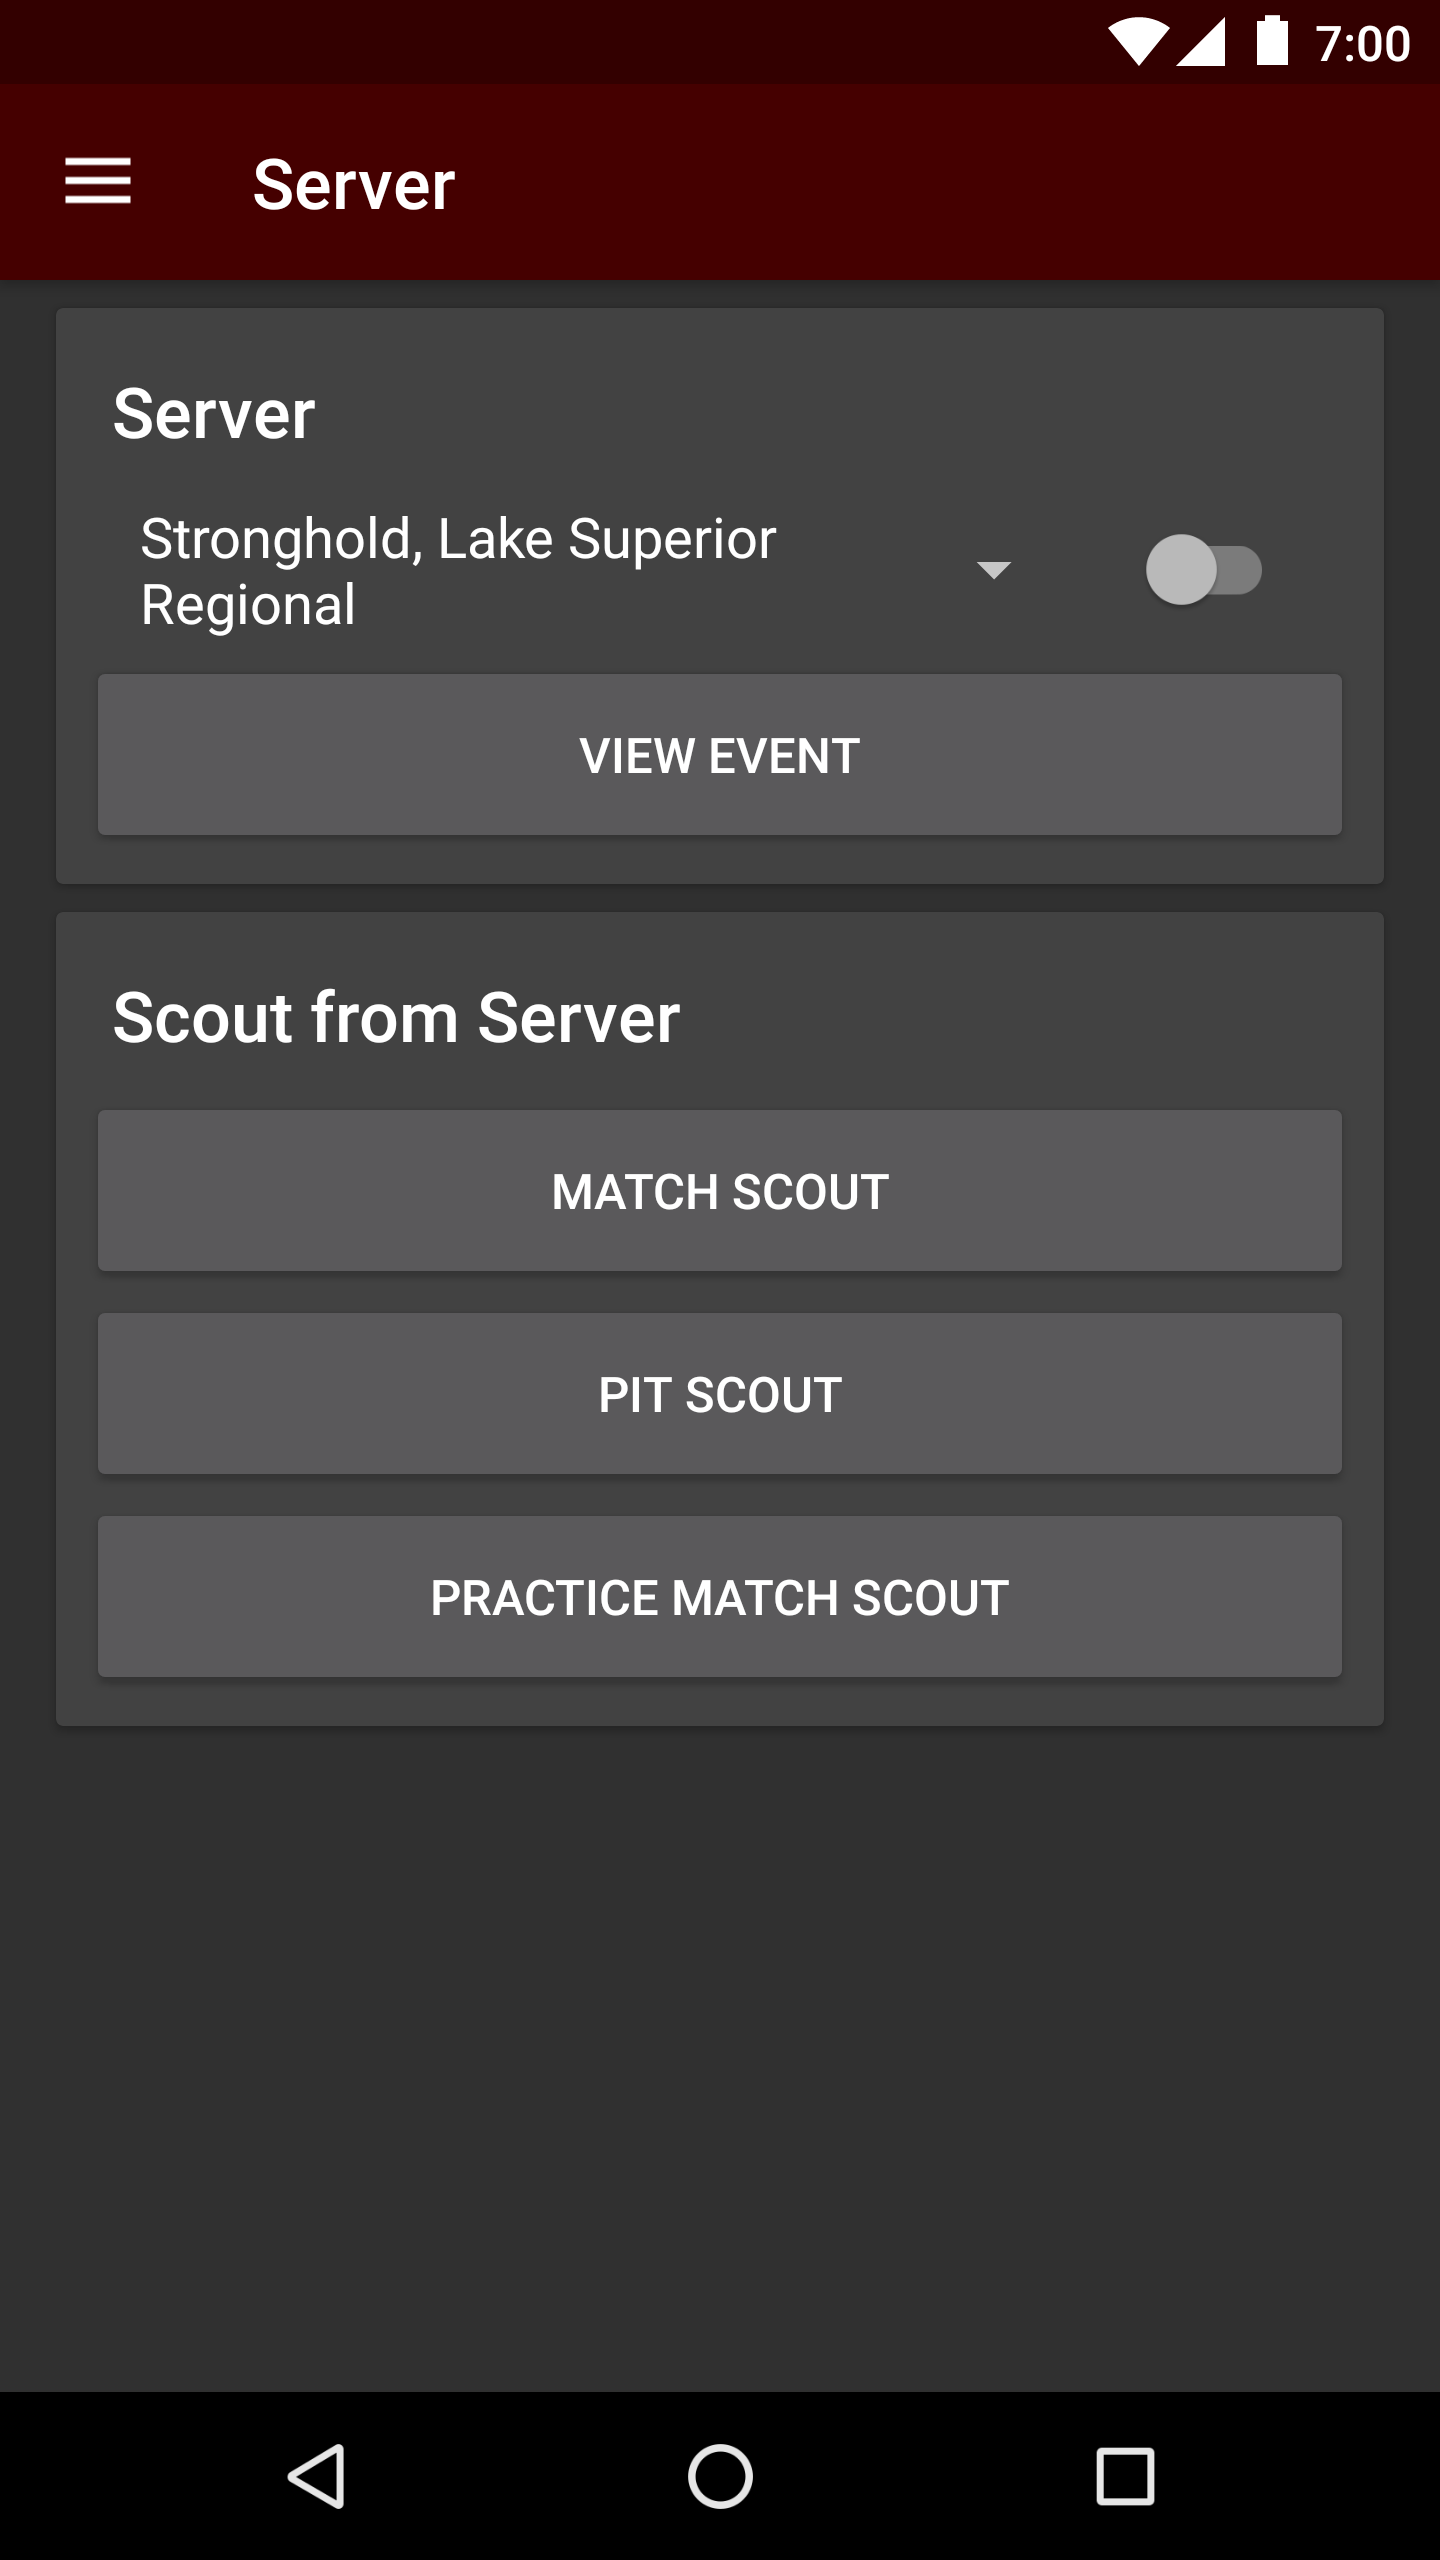 7:00
Server
Server
Stronghold, Lake Superior
Regional
VIEW EVENT
Scout from Server
MATCH SCOUT
PIT SCOUT
PRACTICE MATCH SCOUT